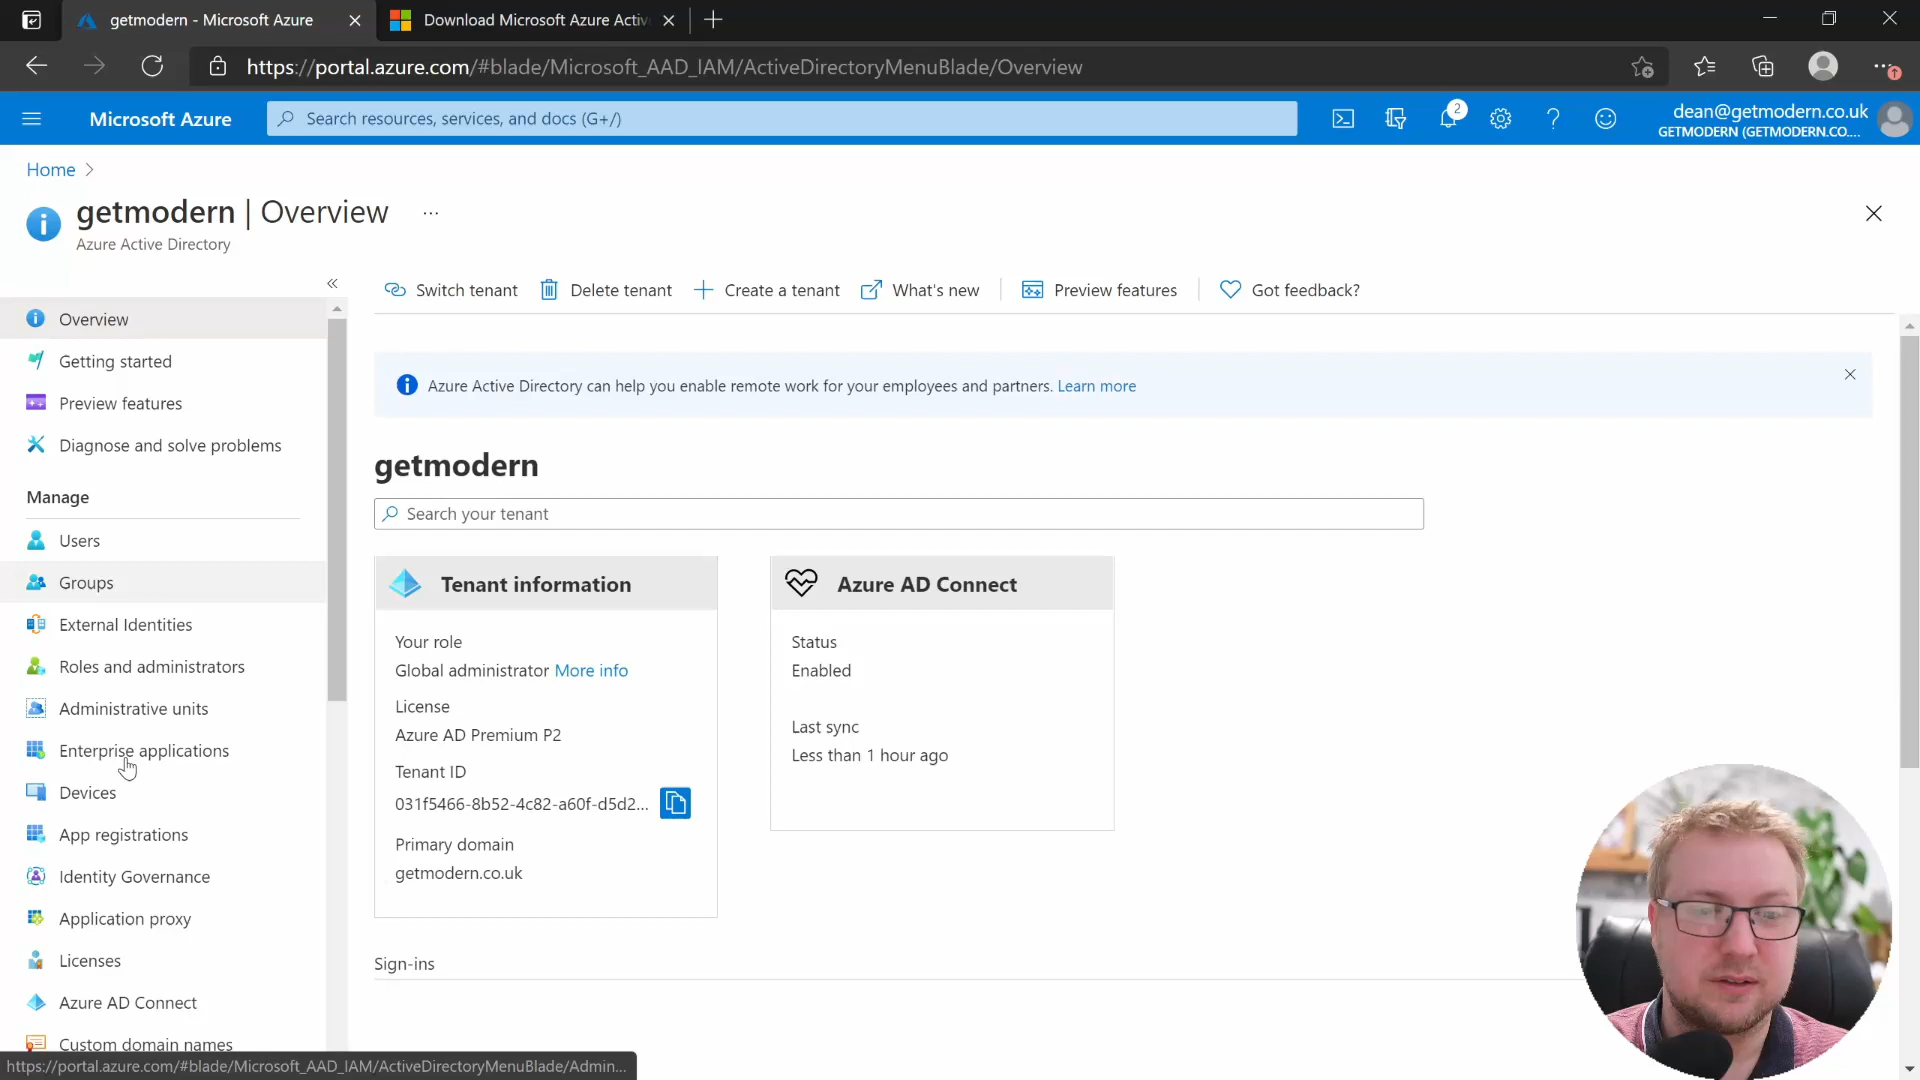 getmodern - Microsoft Azure
Download Microsoft Azure Activ
https://portal.azure.com/#blade/Microsoft_AAD_IAM/ActiveDirectoryMenuBlade/Overview
Microsoft Azure
Search resources, services, and docs (G+/)
2
dean@getmodern.co.uk
GETMODERN (GETMODERN.CO....
Home
getmodern | Overview
...
Azure Active Directory
Switch tenant
Delete tenant
Create a tenant
What's new
Preview features
Got feedback?
Overview
Getting started
Preview features
Diagnose and solve problems
Manage
Users
Groups
External Identities
Roles and administrators
Administrative units
Enterprise applications
Devices
App registrations
Identity Governance
Application proxy
Licenses
Azure AD Connect
Custom domain names
Azure Active Directory can help you enable remote work for your employees and partners. Learn more
getmodern
Search your tenant
Tenant information
Your role
Global administrator More info
License
Azure AD Premium P2
Tenant ID
031f5466-8b52-4c82-a60f-d5d2...
Primary domain
getmodern.co.uk
Azure AD Connect
Status
Enabled
Last sync
Less than 1 hour ago
Sign-ins
https://portal.azure.com/#blade/Microsoft_AAD_IAM/ActiveDirectoryMenuBlade/Admin...